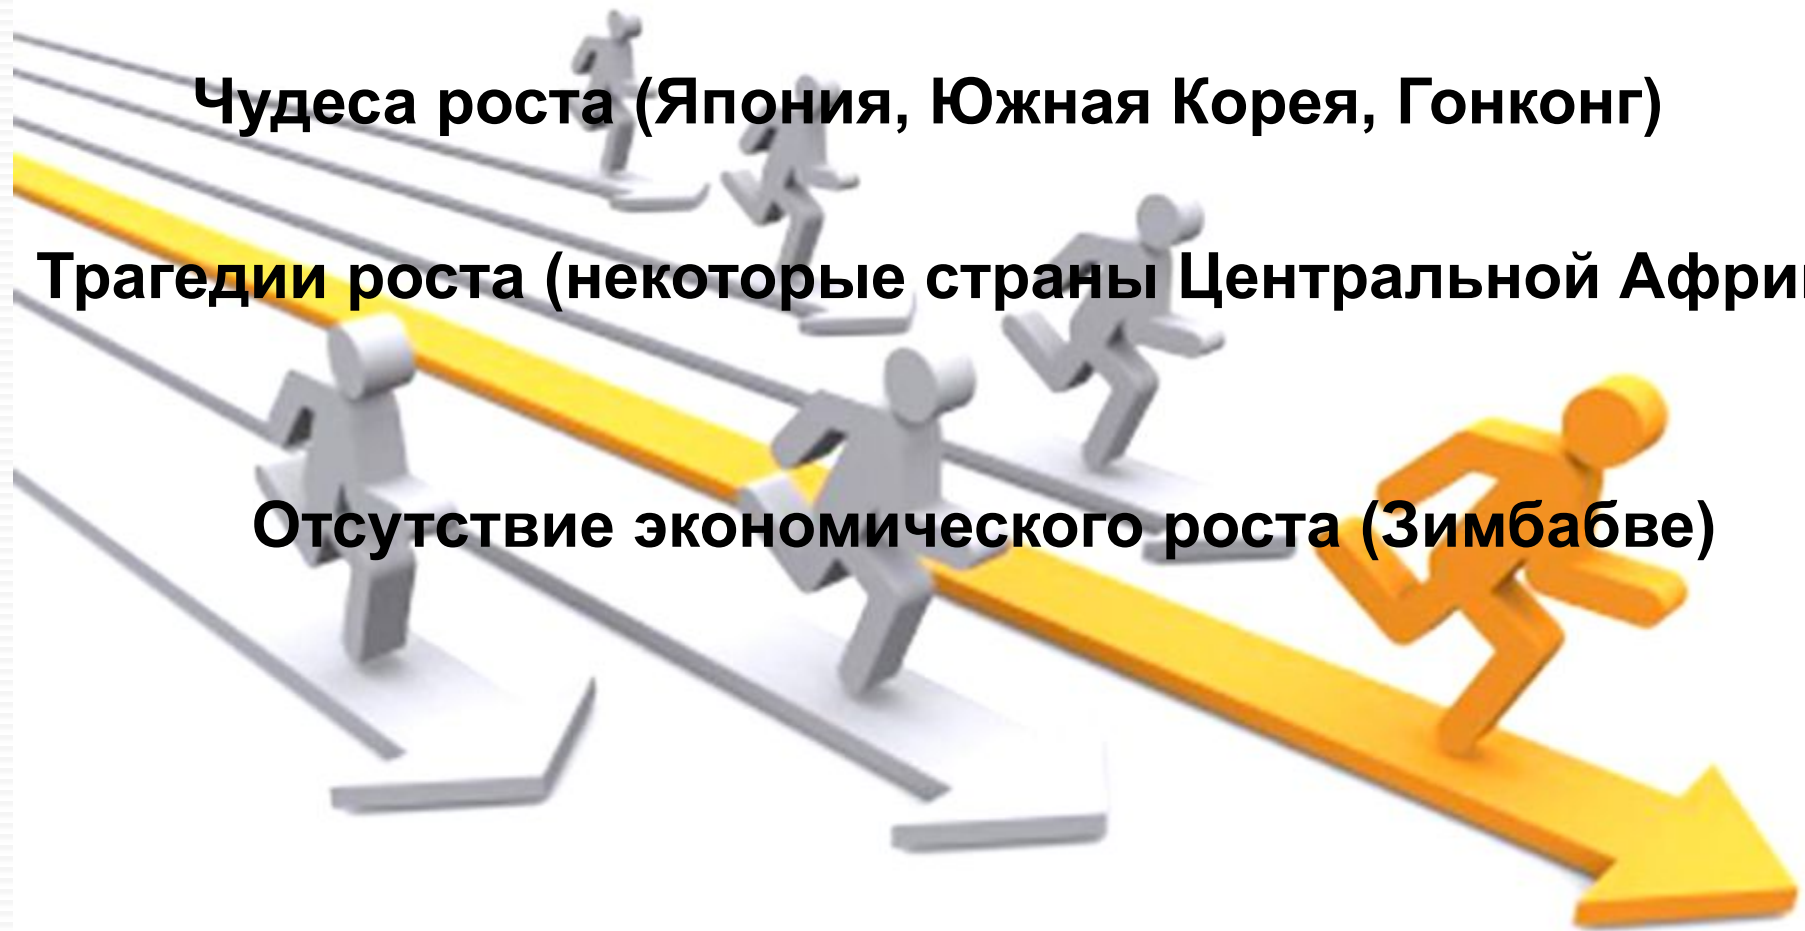 Чудеса роста (Япония, Южная Корея, Гонконг)
Трагедии роста (некоторые страны Центральной
Отсутствие экономического роста (Зимбабве)